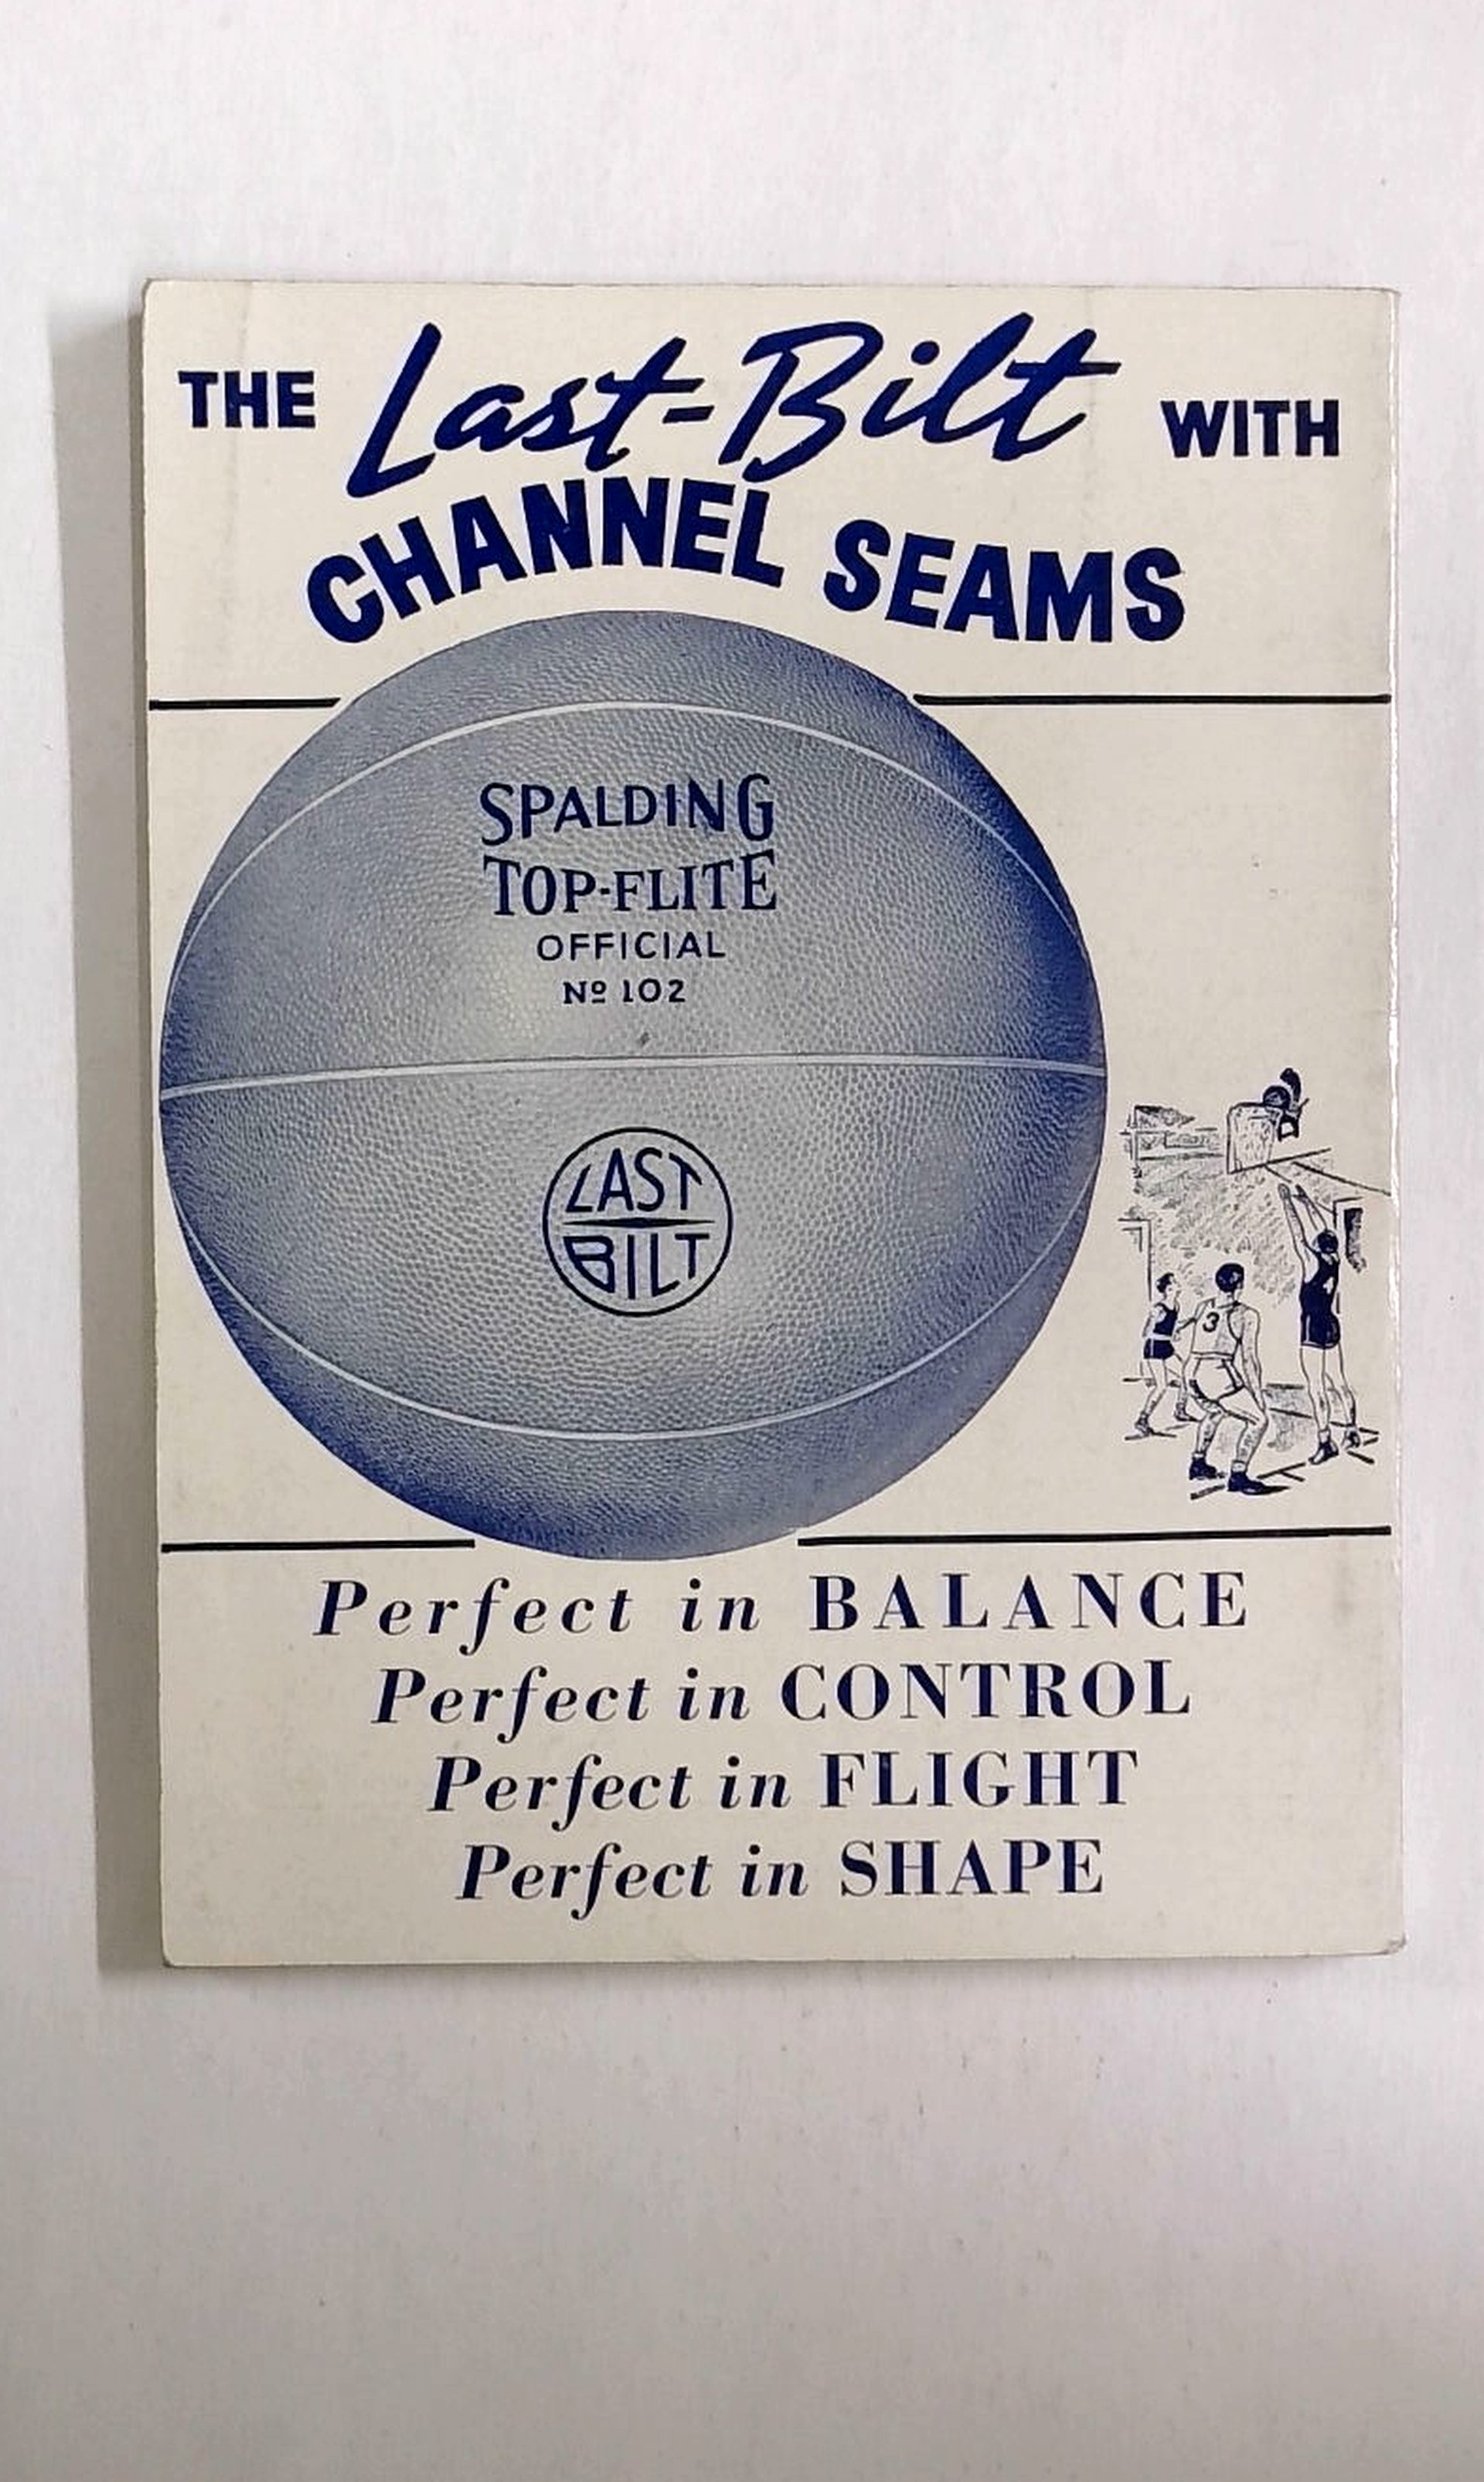 THE Last-Bilt WITH
CHANNEL SEAMS
SPALDING
TOP-FLITE
OFFICIAL
Nº 102
LAST
BILT
3
Perfect in BALANCE
Perfect in CONTROL
Perfect in FLIGHT
Perfect in SHAPE